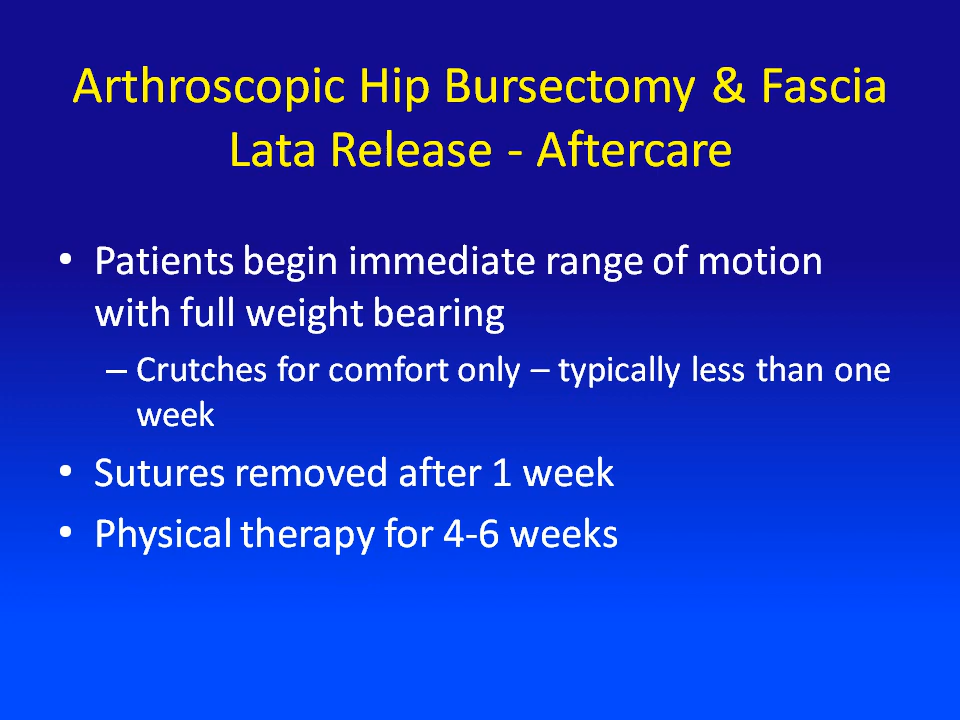 Arthroscopic Hip Bursectomy & Fascia
Lata Release - Aftercare
• Patients begin immediate range of motion
with full weight bearing
– Crutches for comfort only – typically less than one
week
• Sutures removed after 1 week
• Physical therapy for 4-6 weeks